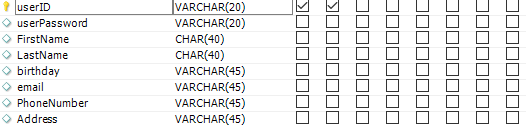 userID VARCHAR(20)
userPassword VARCHAR(20)
FirstName CHAR(40)
LastName CHAR(40)
birthday VARCHAR(45)
email VARCHAR(45)
PhoneNumber VARCHAR(45)
Address VARCHAR(45)